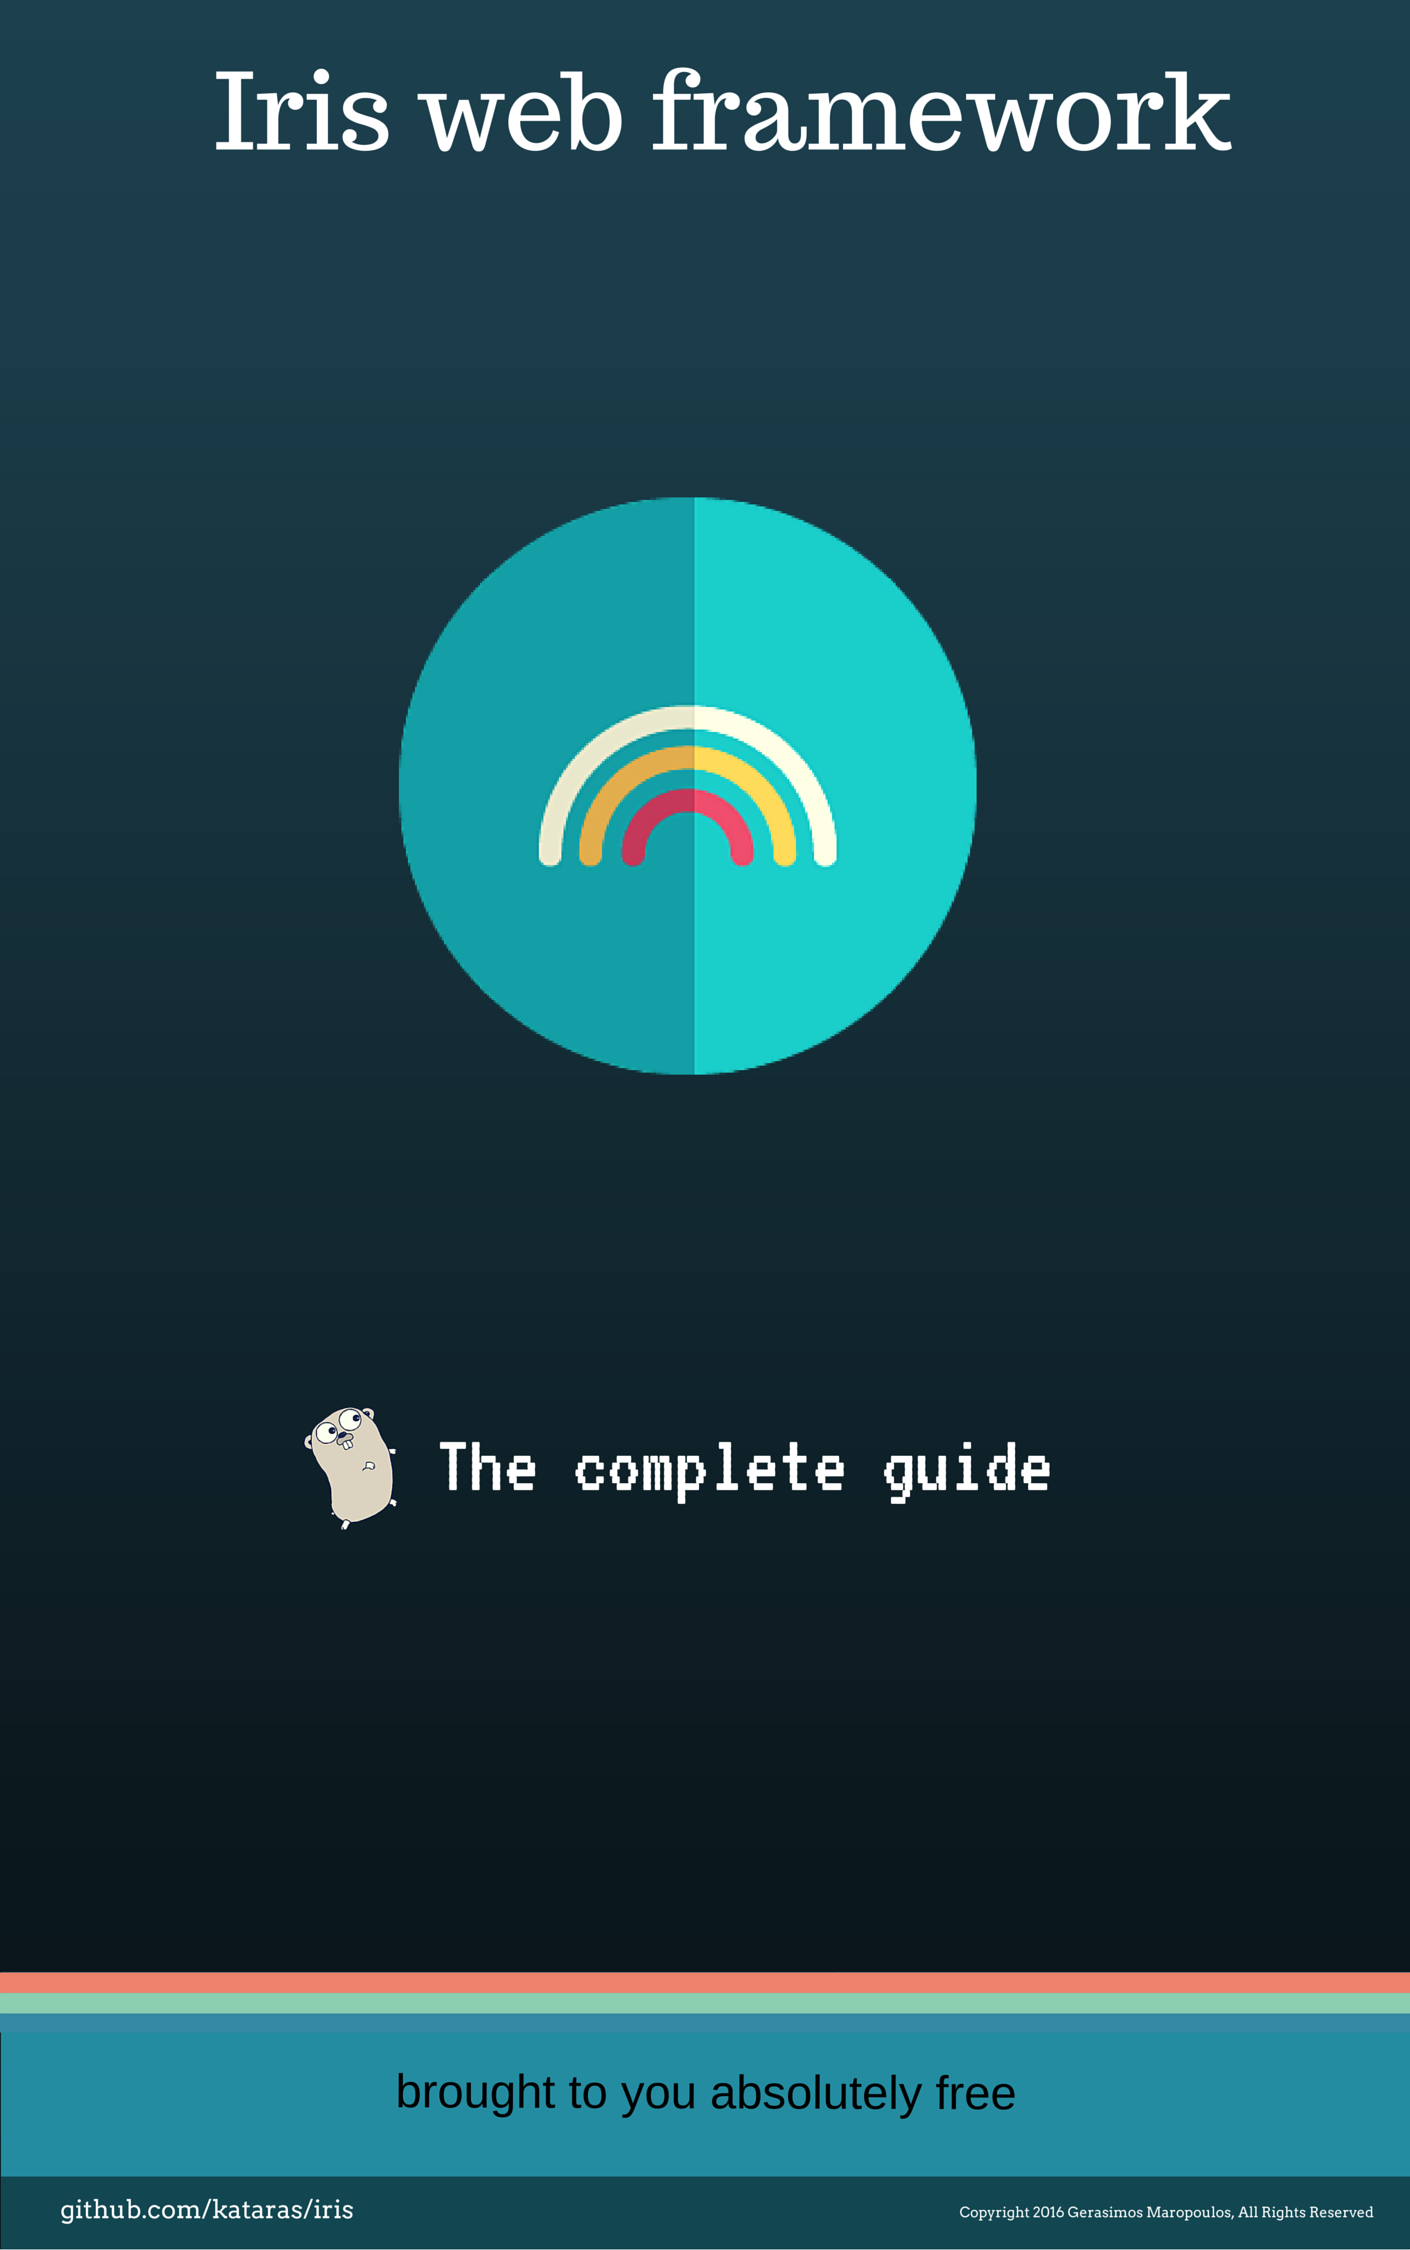 Iris web framework
The complete guide
brought to you absolutely free
github.com/kataras/iris
Copyright 2016 Gerasimos Maropoulos, All Rights Reserved